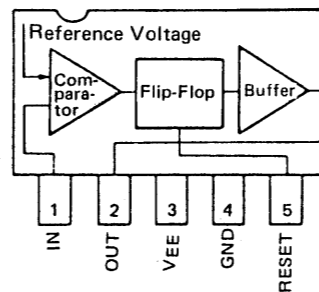 Reference Voltage
Com-
para-
tor
Flip-Flop
Buffer
1
2
3
4
5
IN
OUT
VEE
GND
RESET